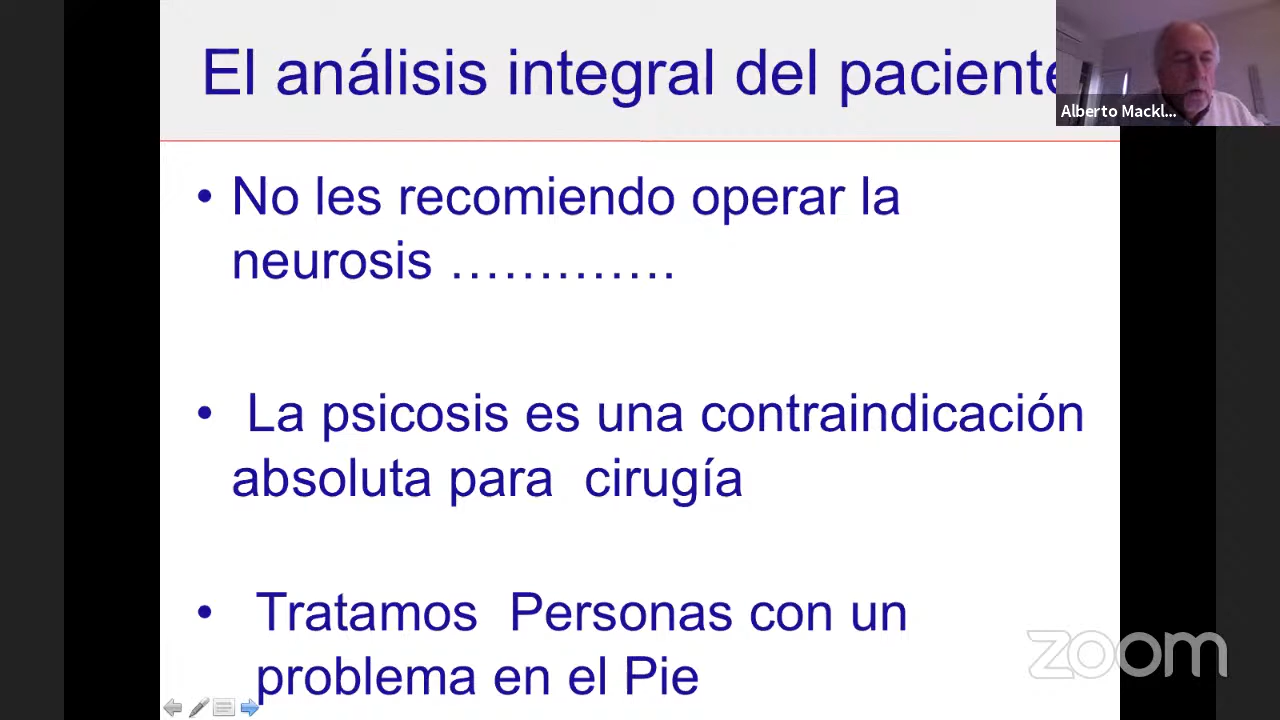 El análisis integral del paciente
Alberto Mackl...
• No les recomiendo operar la
neurosis .............
• La psicosis es una contraindicación
absoluta para cirugía
• Tratamos Personas con un
problema en el Pie
zoom